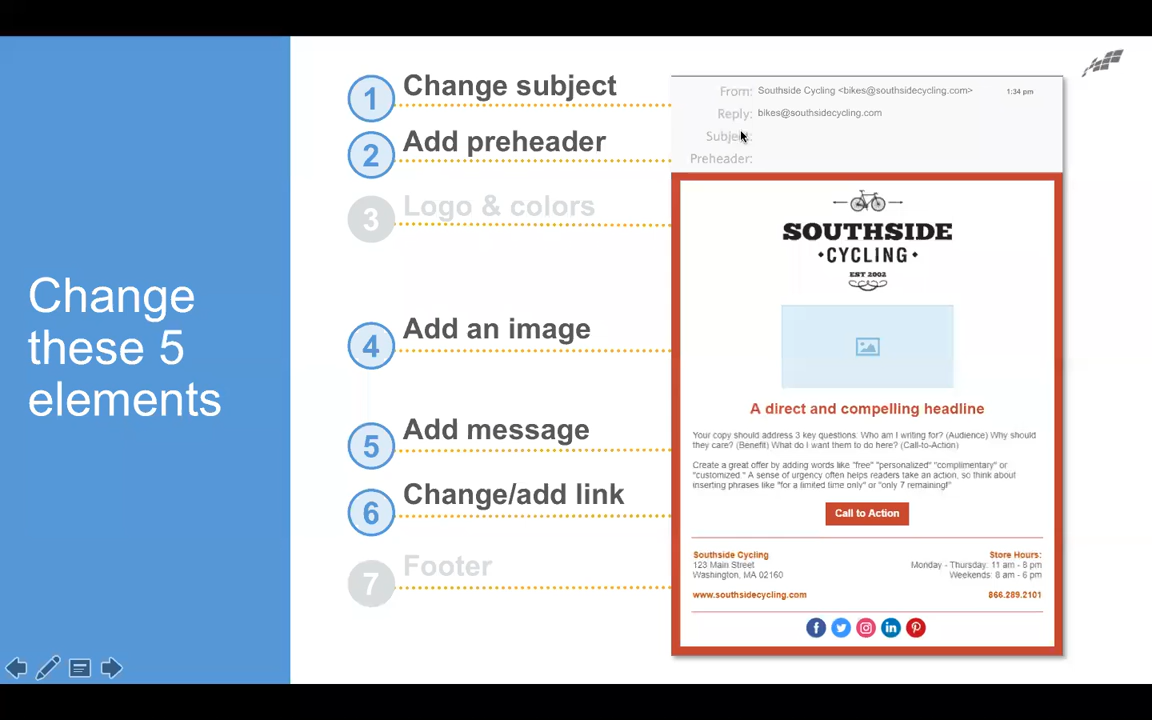 Change
these 5
elements
1 Change subject
2 Add preheader
3 Logo & colors
4 Add an image
5 Add message
6 Change/add link
7 Footer
From: Southside Cycling <bikes@southsidecycling.com> 1:34 pm
Reply: bikes@southsidecycling.com
Subject:
Preheader:
SOUTHSIDE
•CYCLING•
EST 2002
A direct and compelling headline
Your copy should address 3 key questions. Who am I writing for? (Audience) Why should
they care? (Benefit) What do i want them to do here? (Call-to-Action)
Create a great offer by adding words like "free" "personalized" "complimentary" or
"customized." A sense of urgency often helps readers take an action, so think about
inserting phrases like "for a limited time only" or "only 7 remaining!"
Call to Action
Southside Cycling Store Hours:
123 Main Street Monday - Thursday: 11 am - 8 pm
Washington, MA 02160 Weekends: 8 am - 6 pm
www.southsidecycling.com 866.289.2101